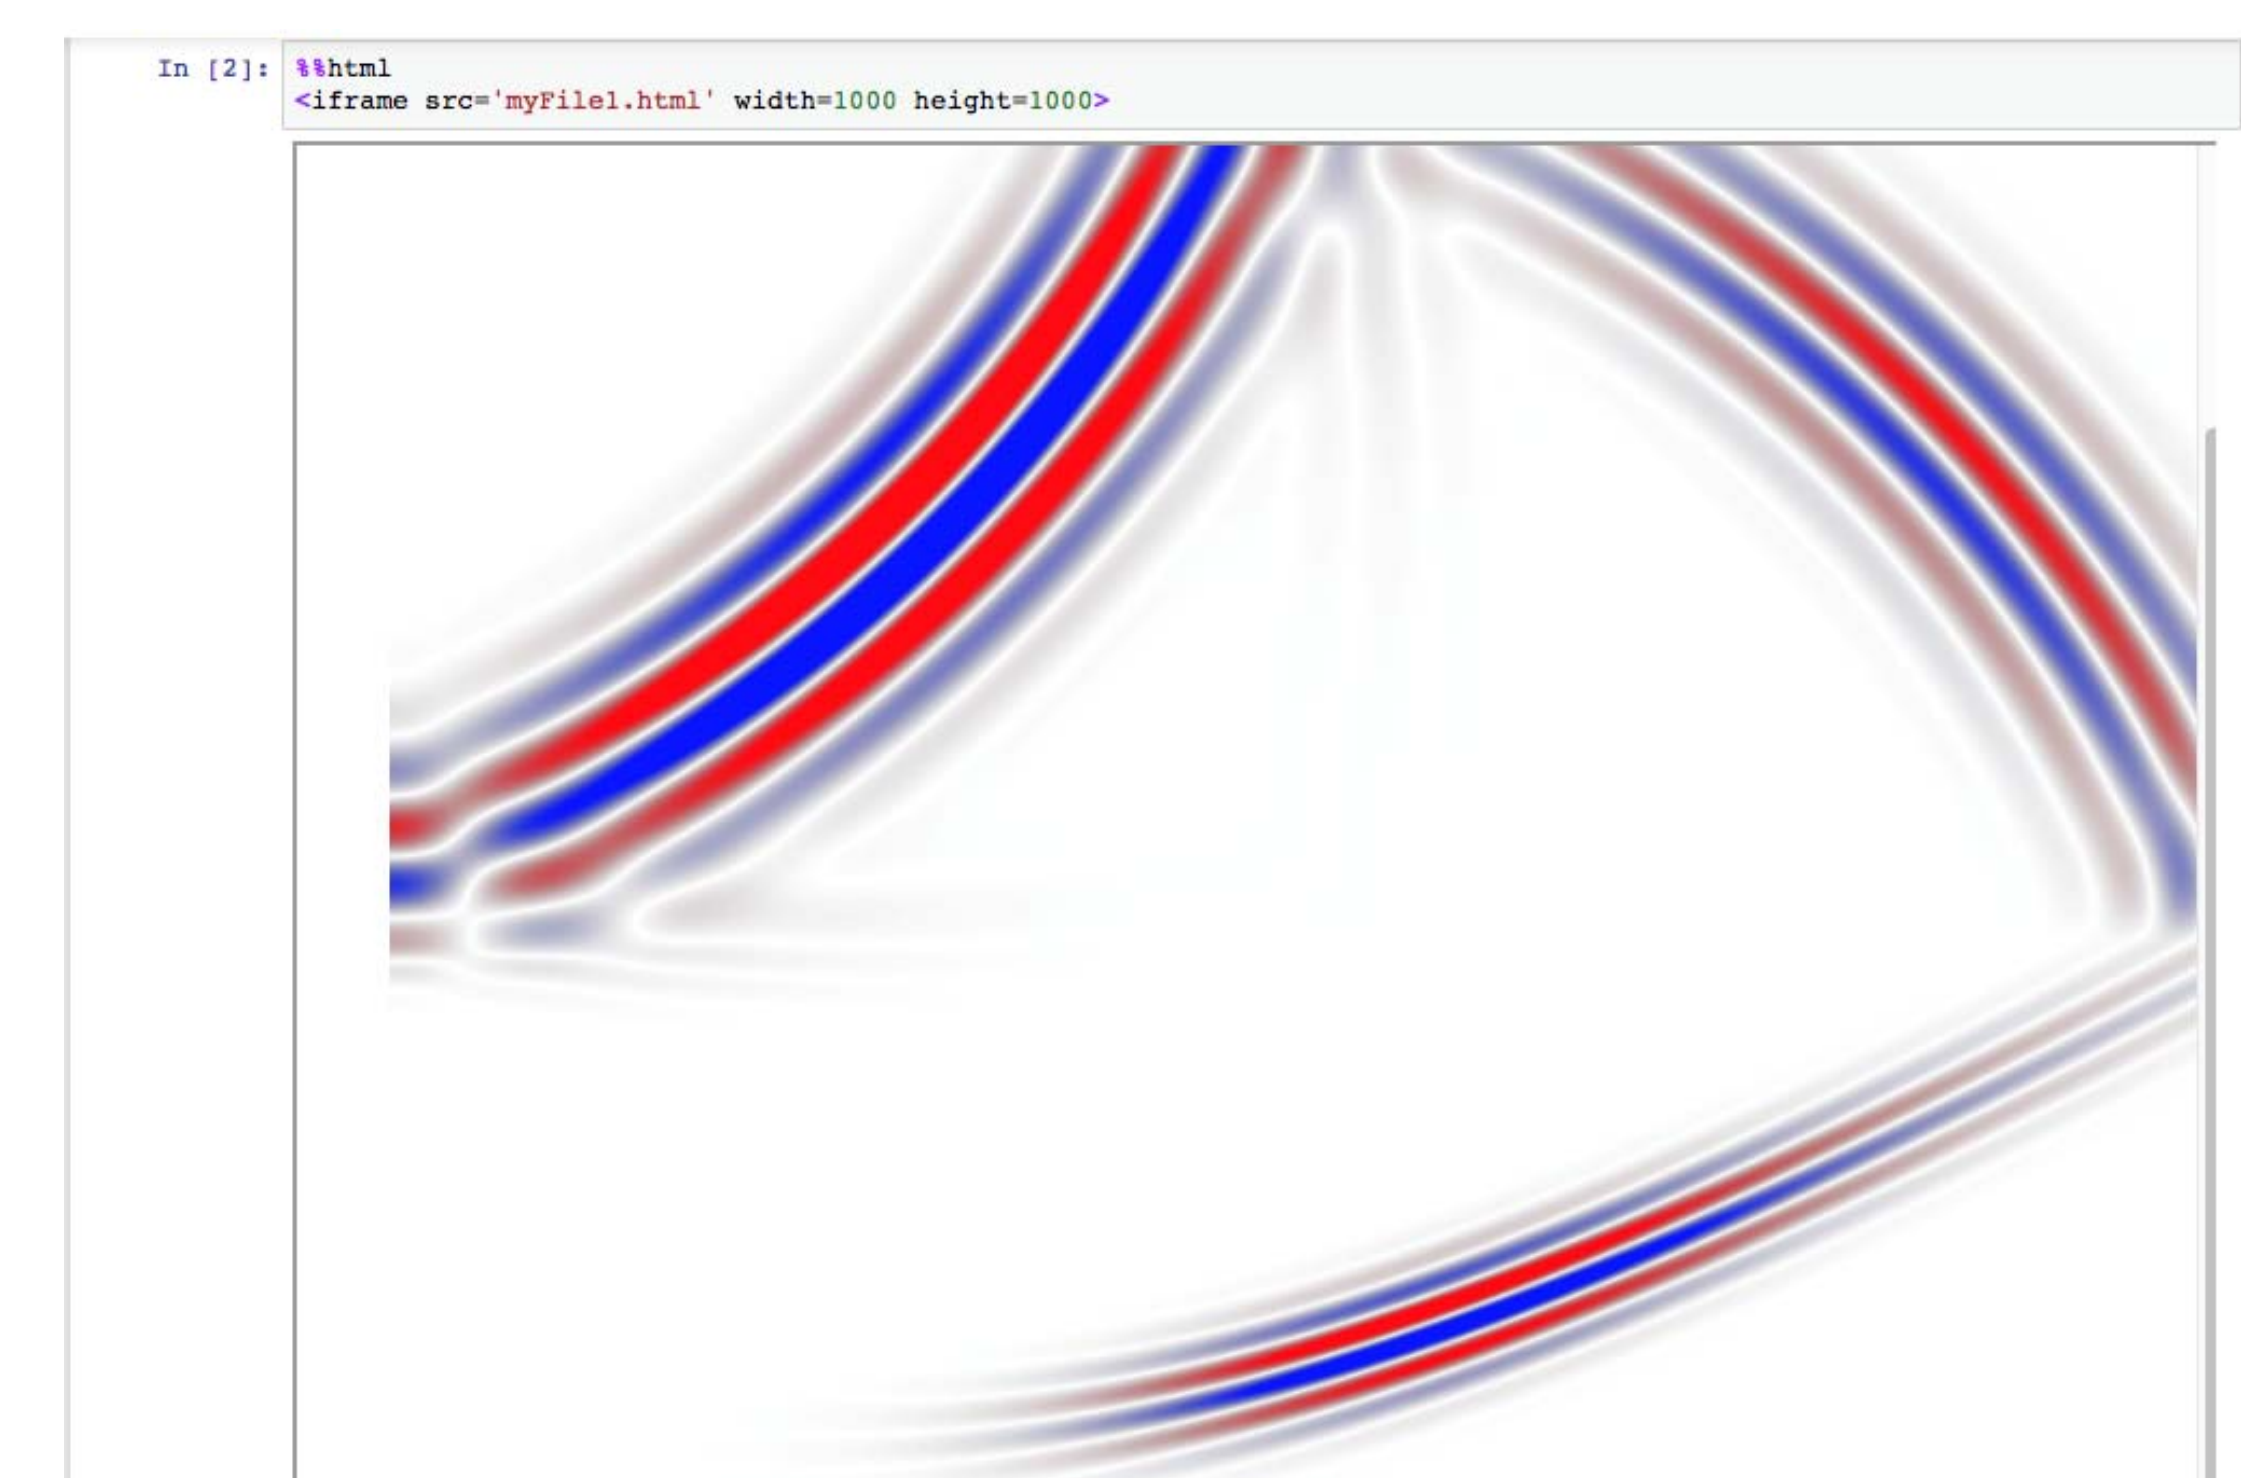 In [2]: %%html
<iframe src='myFile1.html' width=1000 height=1000>